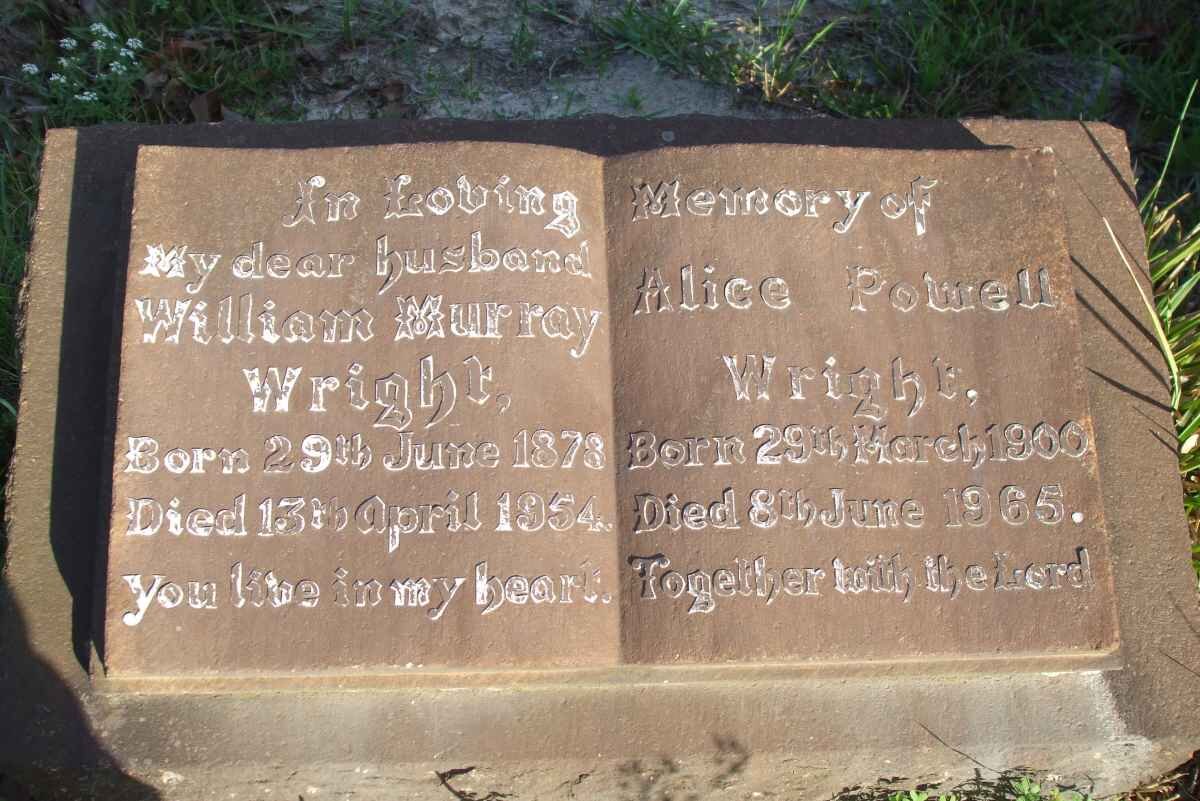 In Loving
My dear husband
William Murray
Wright,
Born 29th June 1878
Died 13th April 1954.
You live in my heart.
Memory of
Alice Powell
Wright,
Born 29th March 1900
Died 8th June 1965.
Together with the Lord